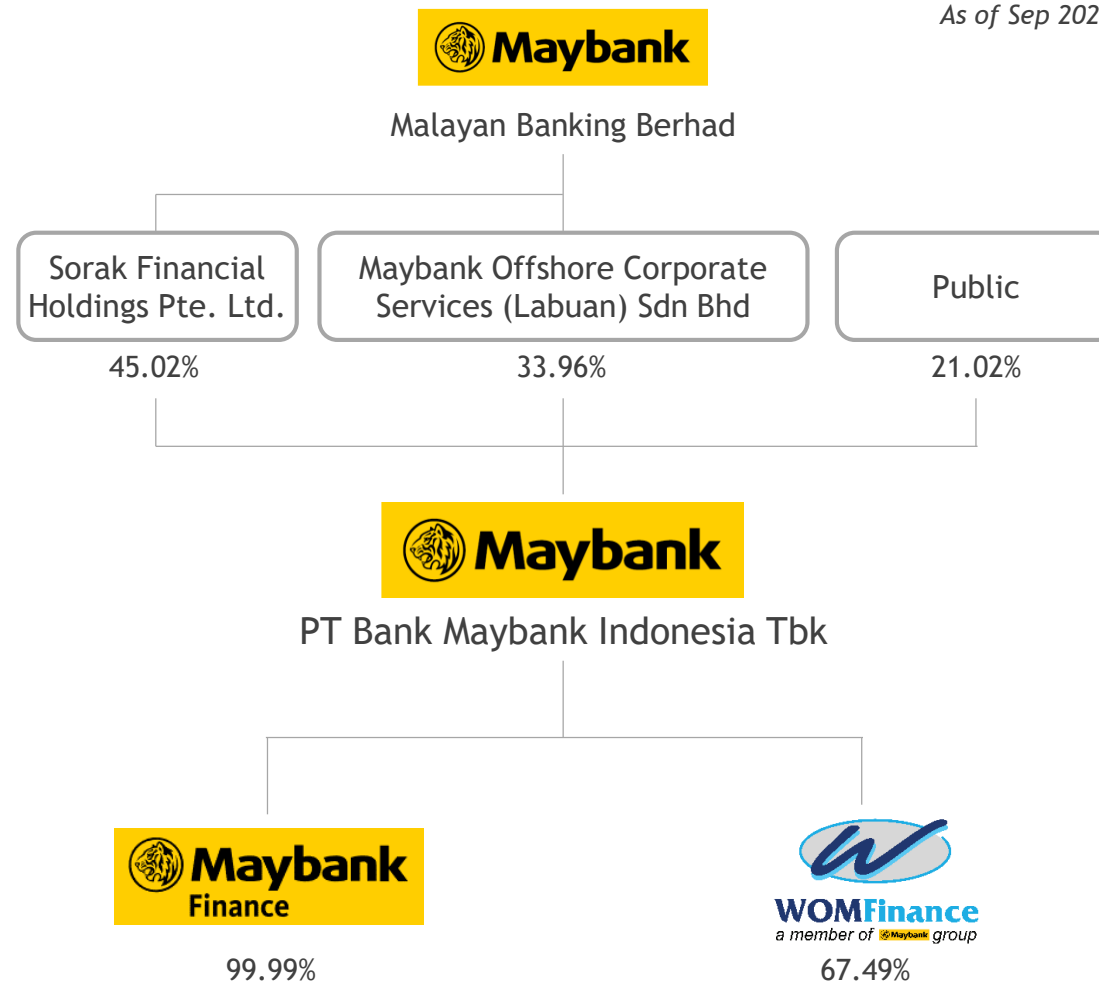 As of Sep 202
Maybank
Malayan Banking Berhad
Sorak Financial
Holdings Pte. Ltd.
Maybank Offshore Corporate
Services (Labuan) Sdn Bhd
Public
45.02%
33.96%
21.02%
Maybank
PT Bank Maybank Indonesia Tbk
Maybank
Finance
WOMFinance
a member of Maybank group
99.99%
67.49%